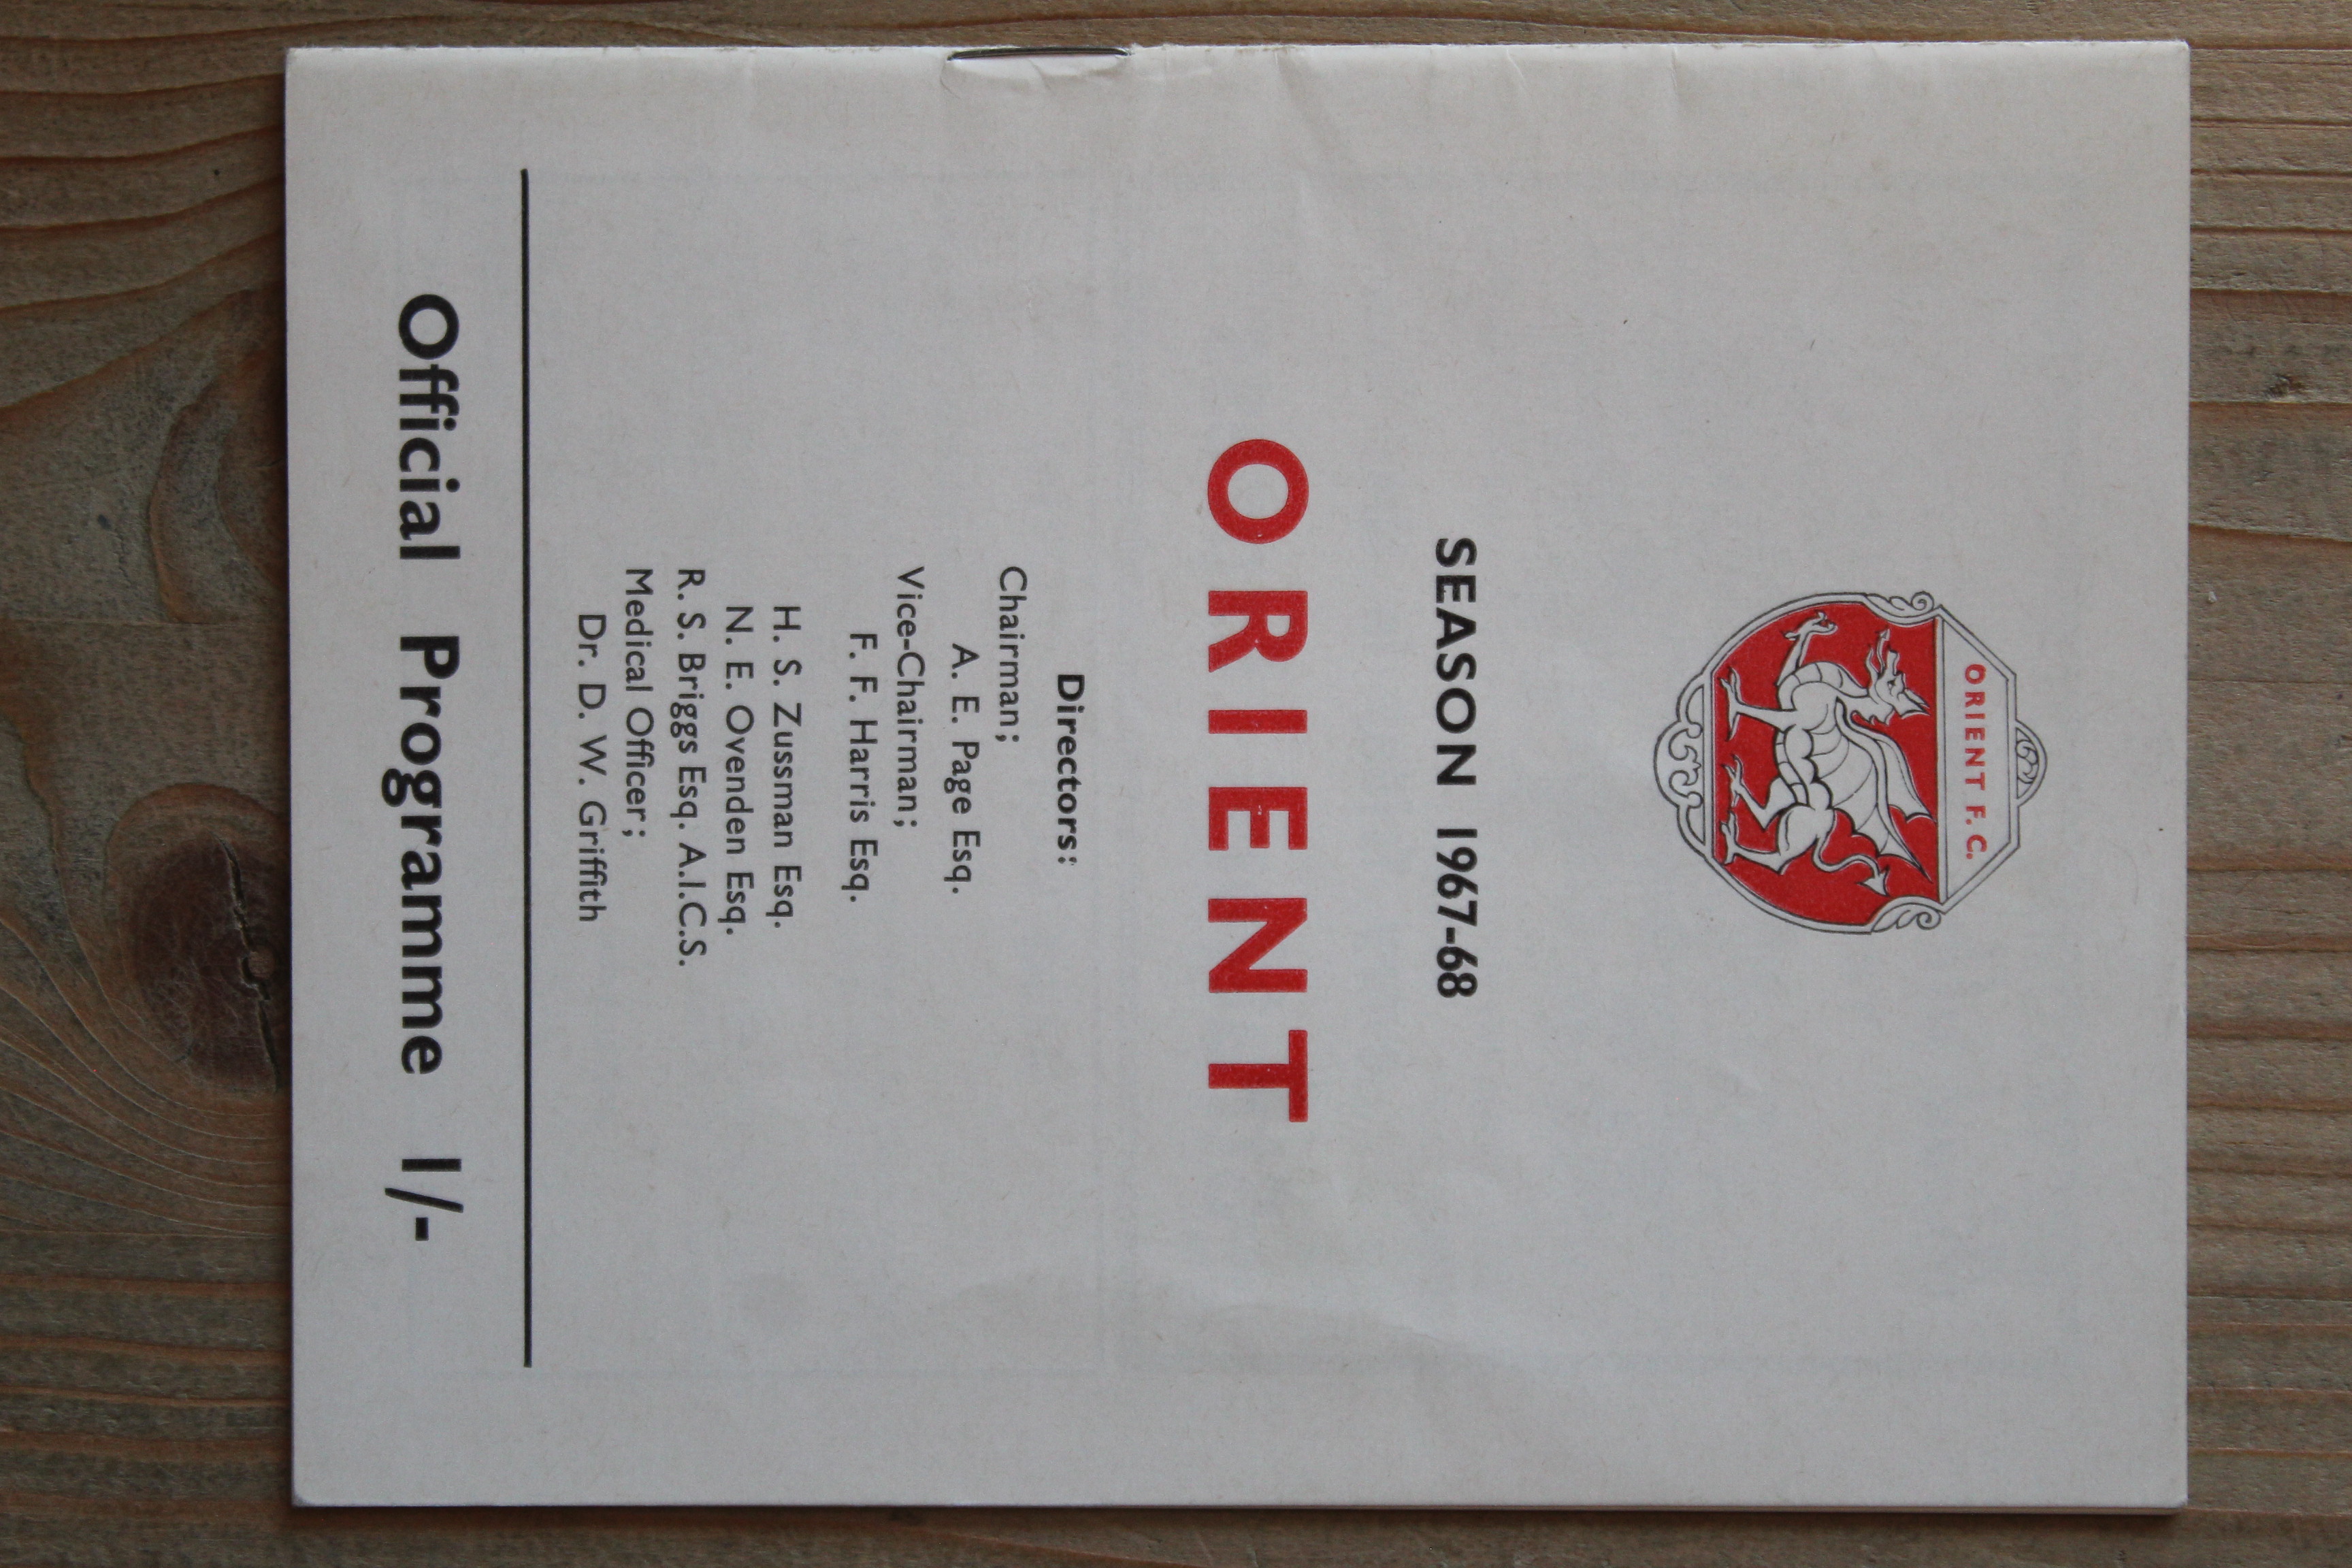 ORIENT F.C.
SEASON 1967-68
ORIENT
Directors:
Chairman;
A. E. Page Esq.
Vice-Chairman;
F. F. Harris Esq.
H. S. Zussman Esq.
N. E. Ovenden Esq.
R. S. Briggs Esq. A.I.C.S.
Medical Officer;
Dr. D. W. Griffith
Official Programme 1/-